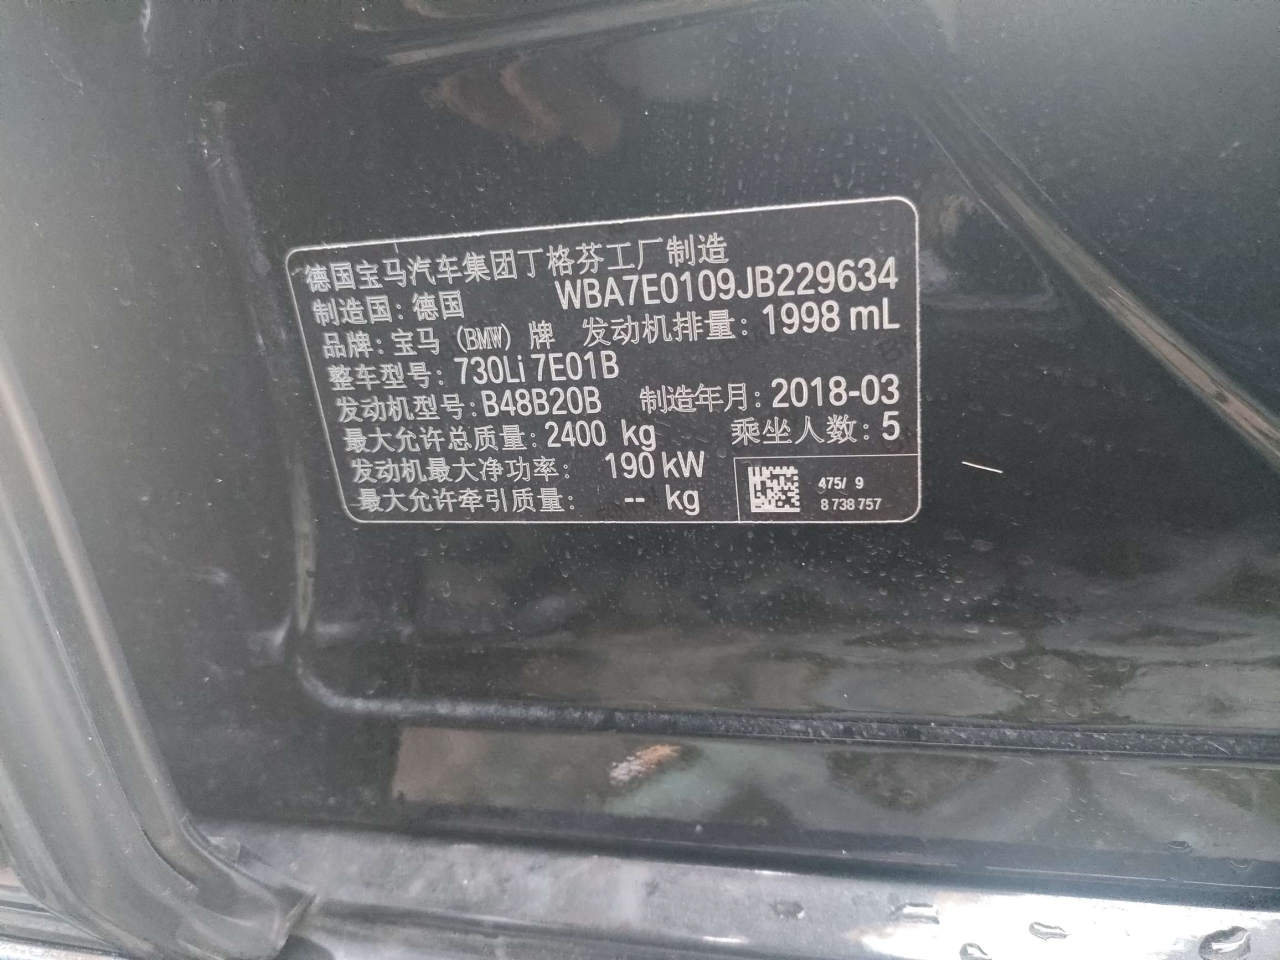 德国宝马汽车集团丁格芬工厂制造
制造国：德国 WBA7E0109JB229634
品牌：宝马（BMW）牌 发动机排量：1998 mL
整车型号：730Li 7E01B
发动机型号：B48B20B 制造年月：2018-03
最大允许总质量：2400 kg 乘坐人数：5
发动机最大净功率： 190 kW
最大允许牵引质量： -- kg
475/ 9
8 738 757